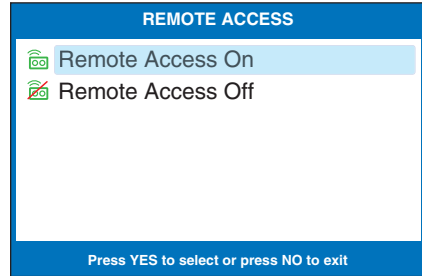 REMOTE ACCESS
Remote Access On
Remote Access Off
Press YES to select or press NO to exit